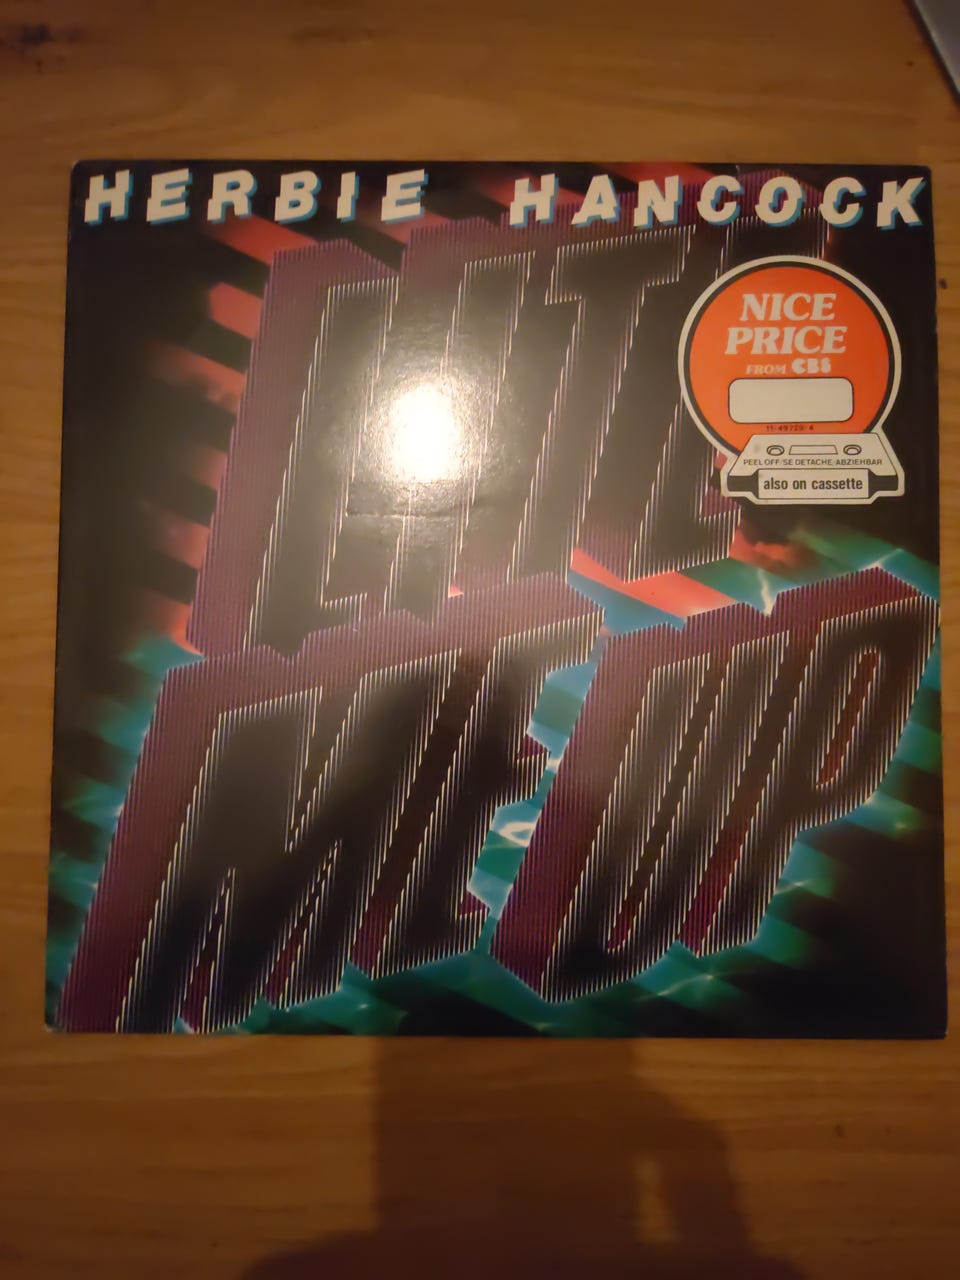 HERBIE HANCOCK
LITE
ME UP
NICE
PRICE
FROM CBS
PEEL OFF/SE DETACHE/ABZIEHBAR
also on cassette